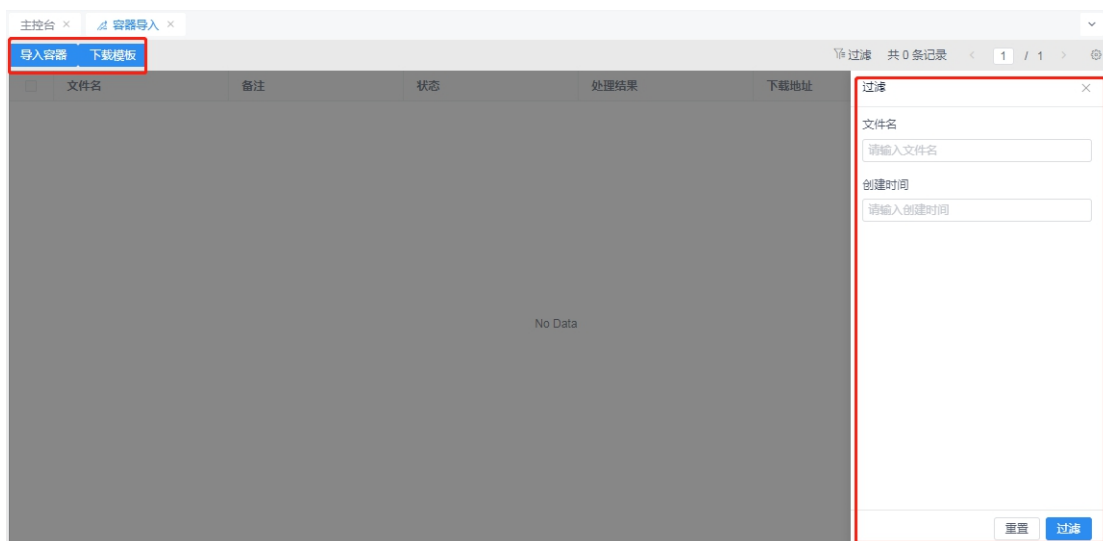 主控台 × 容器导入 ×
导入容器 下载模板 过滤 共 0 条记录 < 1 / 1 >
文件名 备注 状态 处理结果 下载地址
过滤 ×
文件名
请输入文件名
创建时间
请输入创建时间
No Data
重置 过滤